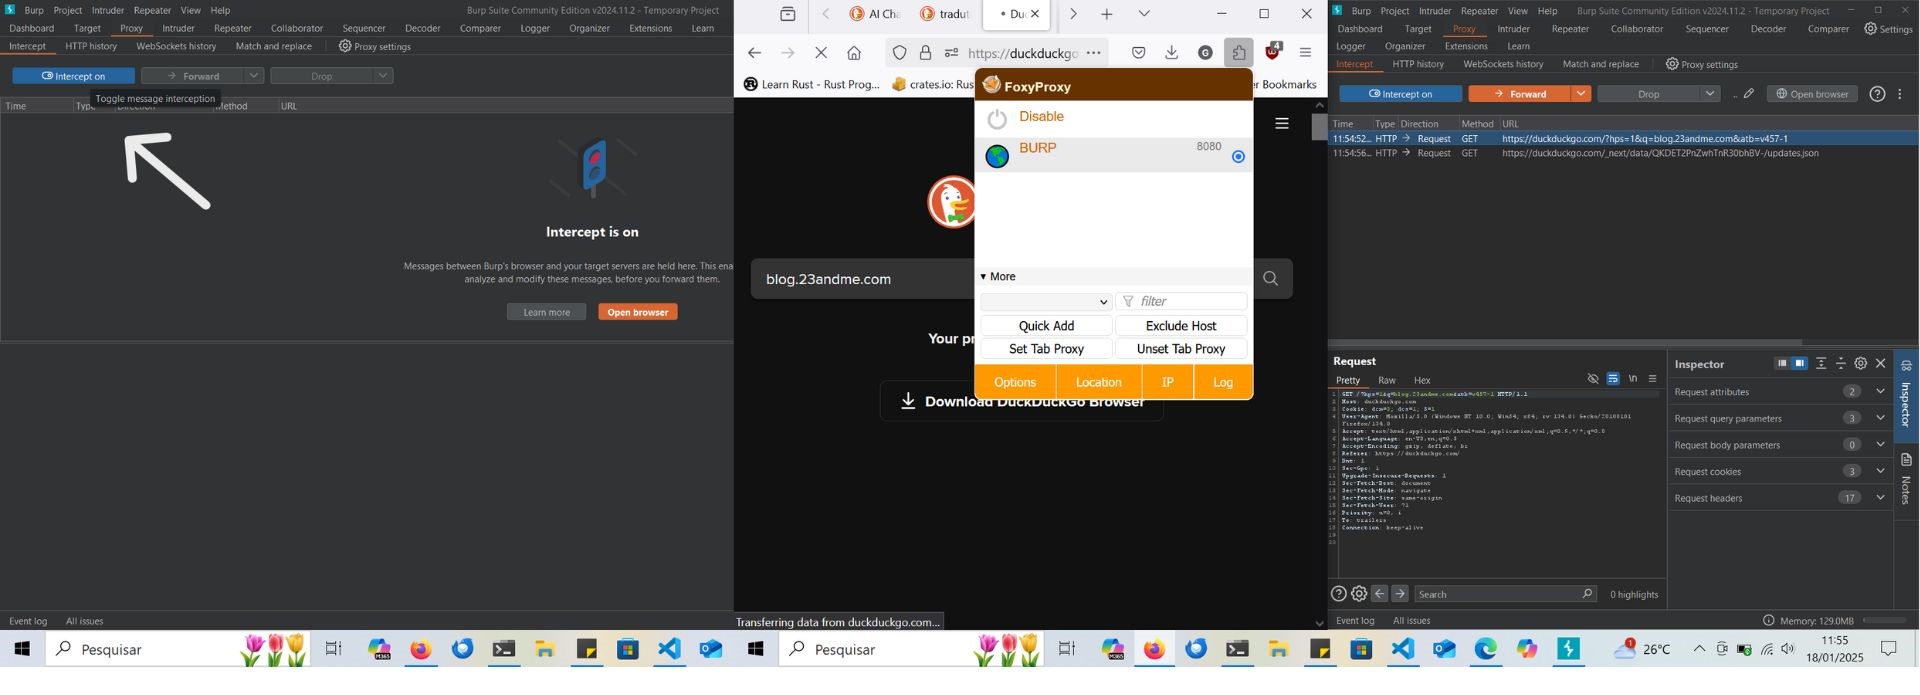 Burp Project Intruder Repeater View Help Burp Suite Community Edition v2024.11.2 - Temporary Project
Dashboard Target Proxy Intruder Repeater Collaborator Sequencer Decoder Comparer Logger Organizer Extensions Learn
Intercept HTTP history WebSockets history Match and replace Proxy settings
Intercept on Forward Drop
Toggle message interception
Time Type Direction Method URL
Intercept is on
Messages between Burp's browser and your target servers are held here. This ena
analyze and modify these messages, before you forward them.
Learn more Open browser
Event log All issues
Pesquisar
AI Cha tradut Du
https://duckduckgo
4
Learn Rust - Rust Prog... crates.io: Rus er Bookmarks
FoxyProxy
Disable
BURP 8080
More
filter
Quick Add Exclude Host
Set Tab Proxy Unset Tab Proxy
Options Location IP Log
blog.23andme.com
Your pr
Download DuckDuckGo Browser
Transferring data from duckduckgo.com...
Pesquisar
Burp Project Intruder Repeater View Help Burp Suite Community Edition v2024.11.2 - Temporary Project
Dashboard Target Proxy Intruder Repeater Collaborator Sequencer Decoder Comparer Settings
Logger Organizer Extensions Learn
Intercept HTTP history WebSockets history Match and replace Proxy settings
Intercept on Forward Drop Open browser
Time Type Direction Method URL
11:54:52... HTTP Request GET https://duckduckgo.com/?hps=1&q=blog.23andme.com&atb=v457-1
11:54:56... HTTP Request GET https://duckduckgo.com/_next/data/QKDET2PnZwhTnR30bhBV-/updates.json
Request
Pretty Raw Hex \n
1 GET /?hps=1&q=blog.23andme.com&atb=v457-1 HTTP/1.1
2 Host: duckduckgo.com
3 Cookie: dcm=3; dcs=1; 5=1
4 User-Agent: Mozilla/5.0 (Windows NT 10.0; Win64; x64; rv:134.0) Gecko/20100101
Firefox/134.0
5 Accept: text/html,application/xhtml+xml,application/xml;q=0.9,*/*;q=0.8
6 Accept-Language: en-US,en;q=0.5
7 Accept-Encoding: gzip, deflate, br
8 Referer: https://duckduckgo.com/
9 Dnt: 1
10 Sec-Gpc: 1
11 Upgrade-Insecure-Requests: 1
12 Sec-Fetch-Dest: document
13 Sec-Fetch-Mode: navigate
14 Sec-Fetch-Site: same-origin
15 Sec-Fetch-User: ?1
16 Priority: u=0, i
17 Te: trailers
18 Connection: keep-alive
19
20
Search 0 highlights
Inspector
Request attributes 2
Request query parameters 3
Request body parameters 0
Request cookies 3
Request headers 17
Inspector
Notes
Event log All issues Memory: 129.0MB
1 26°C 11:55
18/01/2025